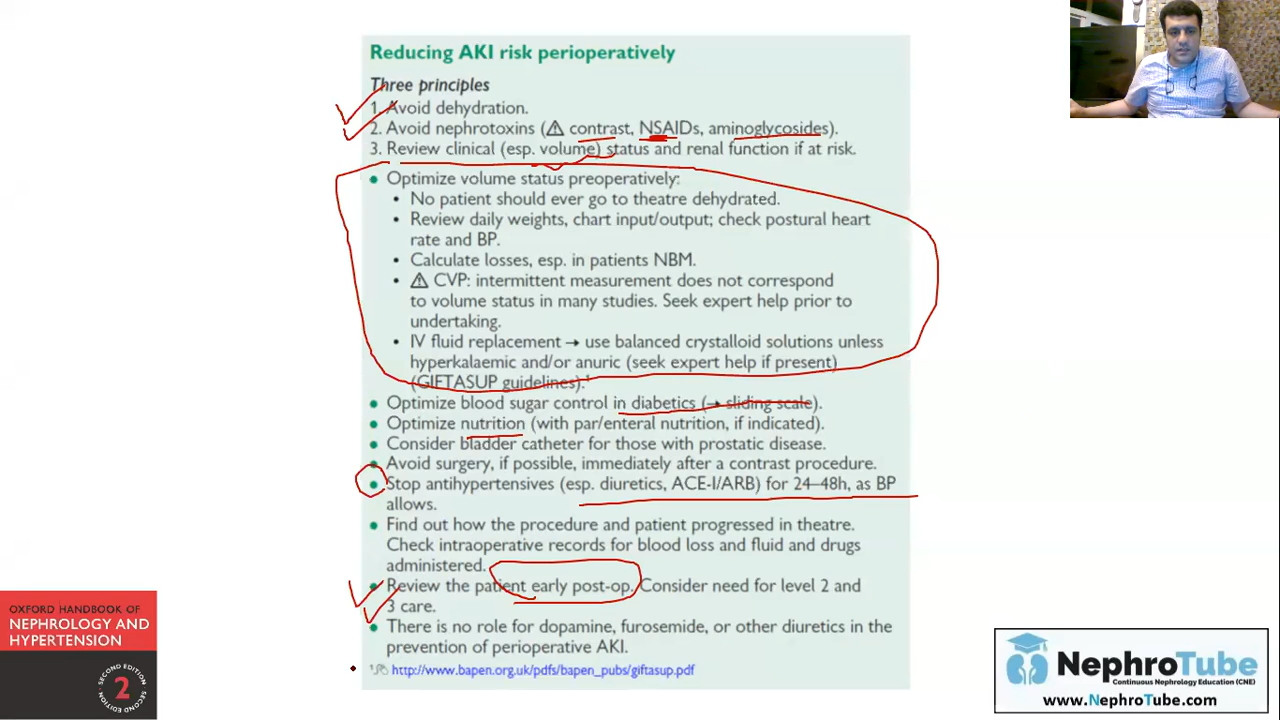 Reducing AKI risk perioperatively
Three principles
1. Avoid dehydration.
2. Avoid nephrotoxins (⚠ contrast, NSAIDs, aminoglycosides).
3. Review clinical (esp. volume) status and renal function if at risk.
• Optimize volume status preoperatively:
• No patient should ever go to theatre dehydrated.
• Review daily weights, chart input/output; check postural heart
rate and BP.
• Calculate losses, esp. in patients NBM.
• ⚠ CVP: intermittent measurement does not correspond
to volume status in many studies. Seek expert help prior to
undertaking.
• IV fluid replacement → use balanced crystalloid solutions unless
hyperkalaemic and/or anuric (seek expert help if present)
(GIFTASUP guidelines).¹
• Optimize blood sugar control in diabetics (→ sliding scale).
• Optimize nutrition (with par/enteral nutrition, if indicated).
• Consider bladder catheter for those with prostatic disease.
• Avoid surgery, if possible, immediately after a contrast procedure.
• Stop antihypertensives (esp. diuretics, ACE-I/ARB) for 24–48h, as BP
allows.
• Find out how the procedure and patient progressed in theatre.
Check intraoperative records for blood loss and fluid and drugs
administered.
• Review the patient early post-op. Consider need for level 2 and
3 care.
• There is no role for dopamine, furosemide, or other diuretics in the
prevention of perioperative AKI.
http://www.bapen.org.uk/pdfs/bapen_pubs/giftasup.pdf
OXFORD HANDBOOK OF
NEPHROLOGY AND
HYPERTENSION
SECOND EDITION
2
NephroTube
Continuous Nephrology Education (CNE)
www.NephroTube.com